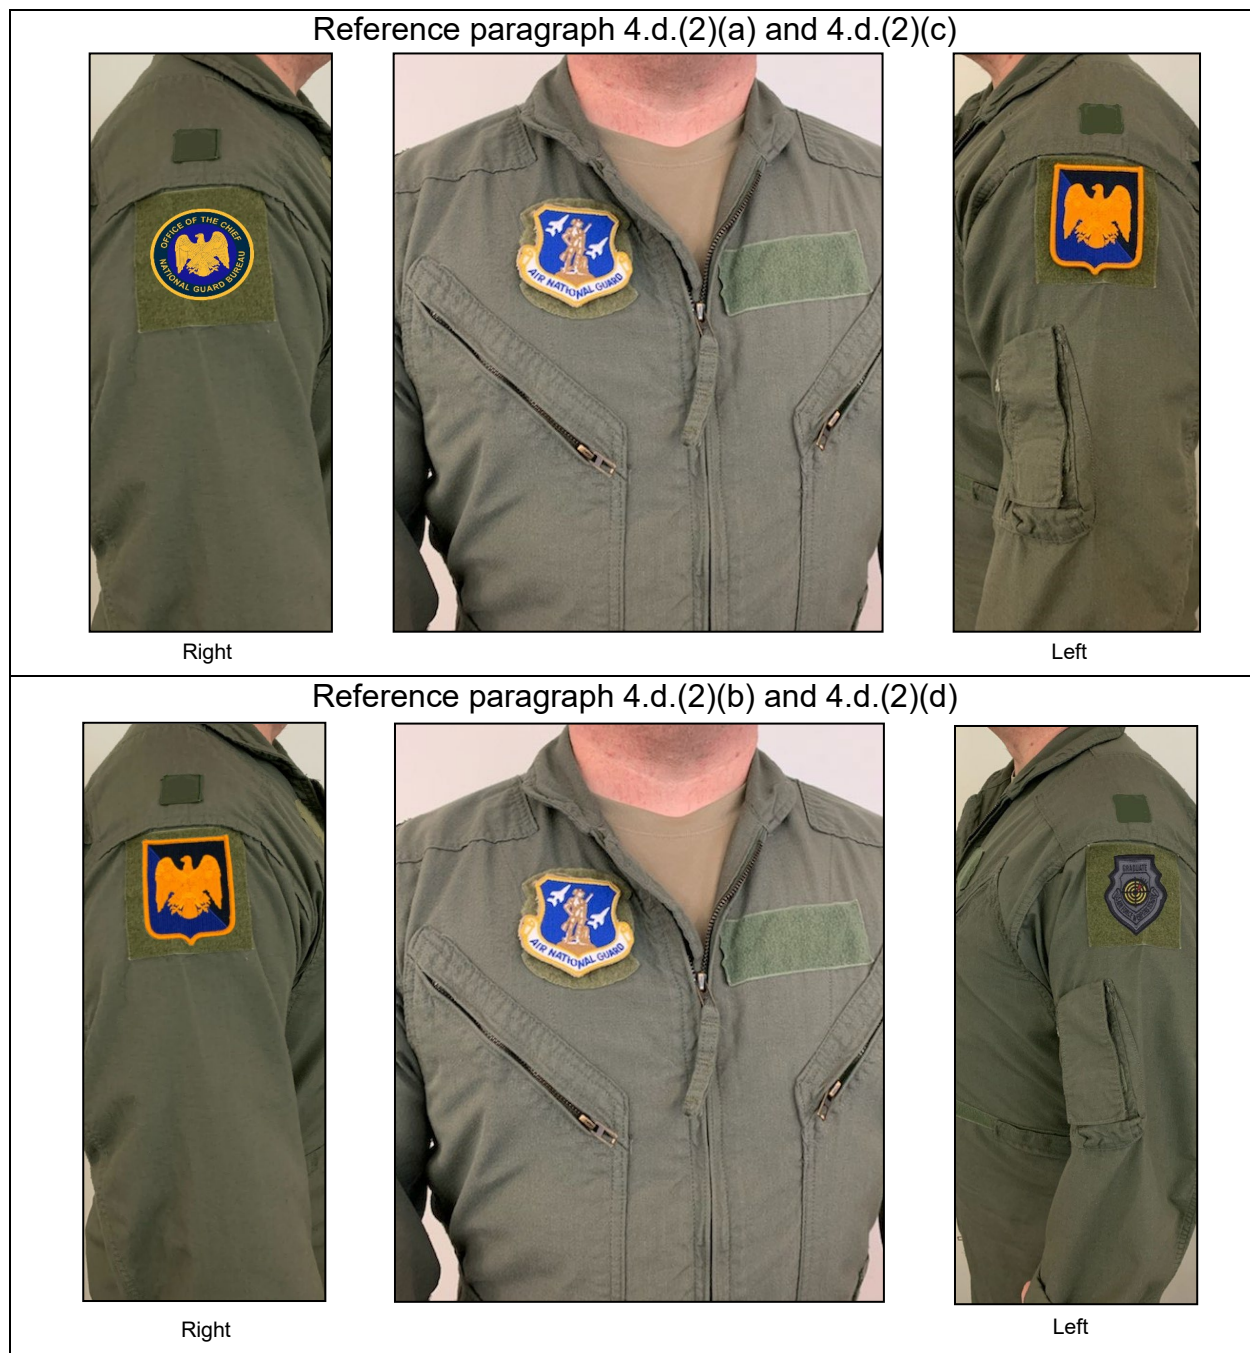 Reference paragraph 4.d.(2)(a) and 4.d.(2)(c)
OFFICE OF THE CHIEF
NATIONAL GUARD BUREAU
AIR NATIONAL GUARD
Right
Left
Reference paragraph 4.d.(2)(b) and 4.d.(2)(d)
AIR NATIONAL GUARD
GRADUATE
Right
Left